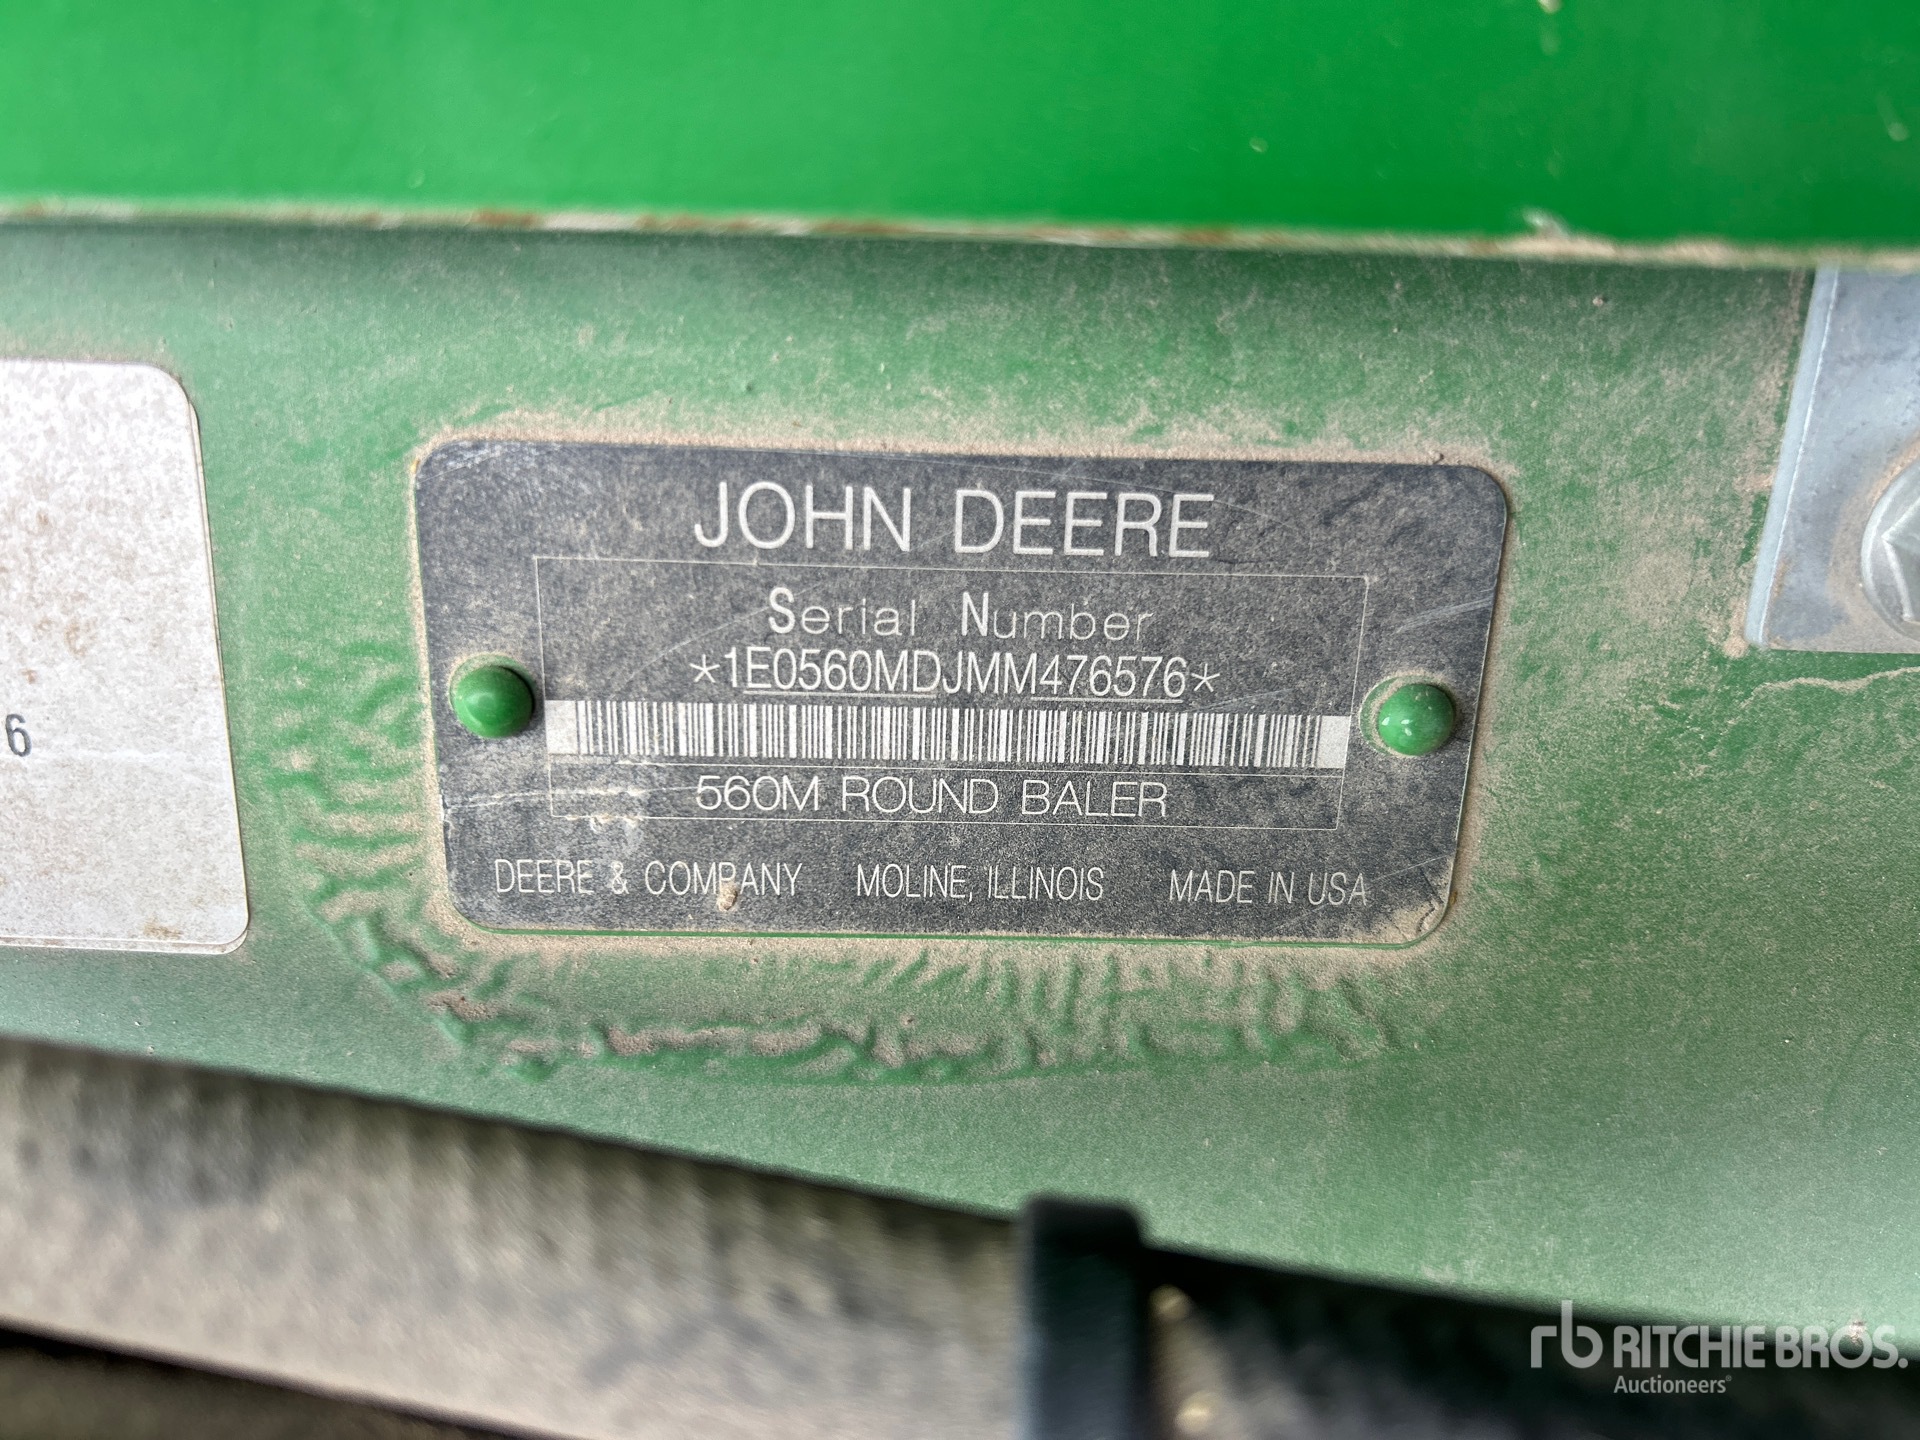 JOHN DEERE
Serial Number
*1E0560MDJMM476576*
560M ROUND BALER
DEERE & COMPANY MOLINE, ILLINOIS MADE IN USA
6
rb RITCHIE BROS.
Auctioneers